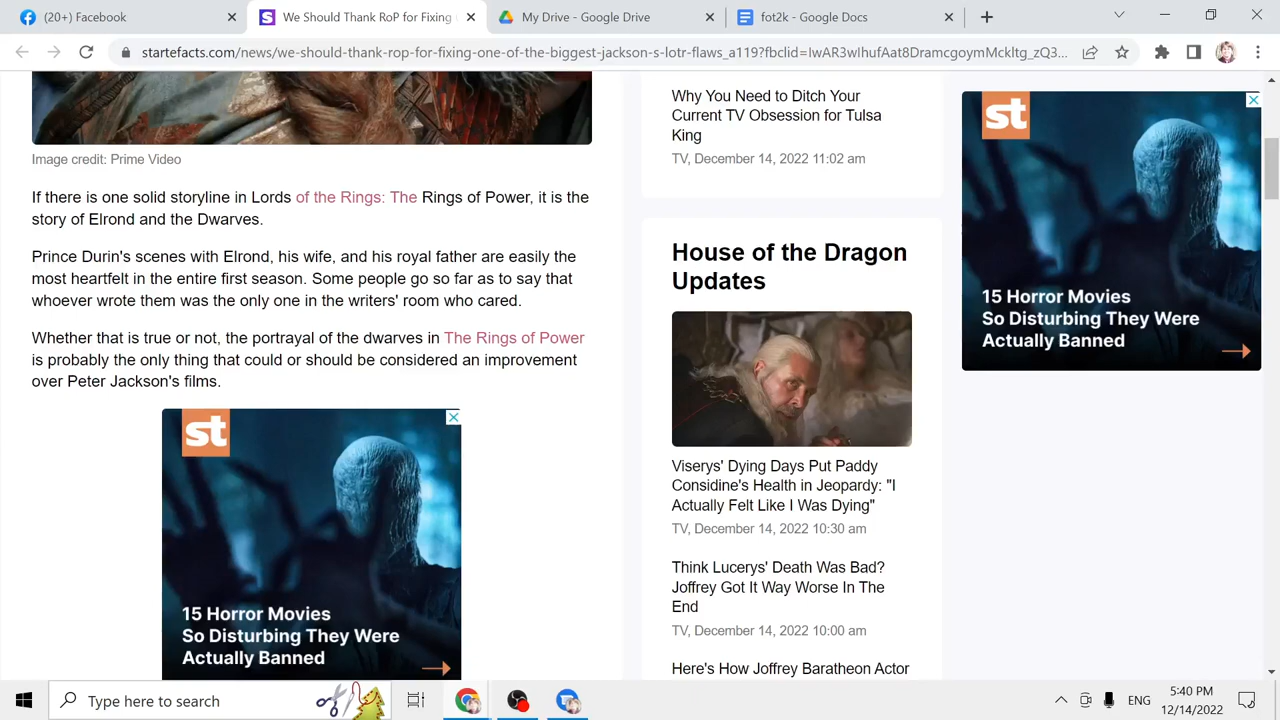 (20+) Facebook
We Should Thank RoP for Fixing
My Drive - Google Drive
fot2k - Google Docs
startefacts.com/news/we-should-thank-rop-for-fixing-one-of-the-biggest-jackson-s-lotr-flaws_a119?fbclid=IwAR3wIhufAat8DramcgoymMckltg_zQ3...
Image credit: Prime Video
If there is one solid storyline in Lords of the Rings: The Rings of Power, it is the
story of Elrond and the Dwarves.
Prince Durin's scenes with Elrond, his wife, and his royal father are easily the
most heartfelt in the entire first season. Some people go so far as to say that
whoever wrote them was the only one in the writers' room who cared.
Whether that is true or not, the portrayal of the dwarves in The Rings of Power
is probably the only thing that could or should be considered an improvement
over Peter Jackson's films.
st
15 Horror Movies
So Disturbing They Were
Actually Banned
Why You Need to Ditch Your
Current TV Obsession for Tulsa
King
TV, December 14, 2022 11:02 am
House of the Dragon
Updates
Viserys' Dying Days Put Paddy
Considine's Health in Jeopardy: "I
Actually Felt Like I Was Dying"
TV, December 14, 2022 10:30 am
Think Lucerys' Death Was Bad?
Joffrey Got It Way Worse In The
End
TV, December 14, 2022 10:00 am
Here's How Joffrey Baratheon Actor
st
15 Horror Movies
So Disturbing They Were
Actually Banned
Type here to search
ENG
5:40 PM
12/14/2022